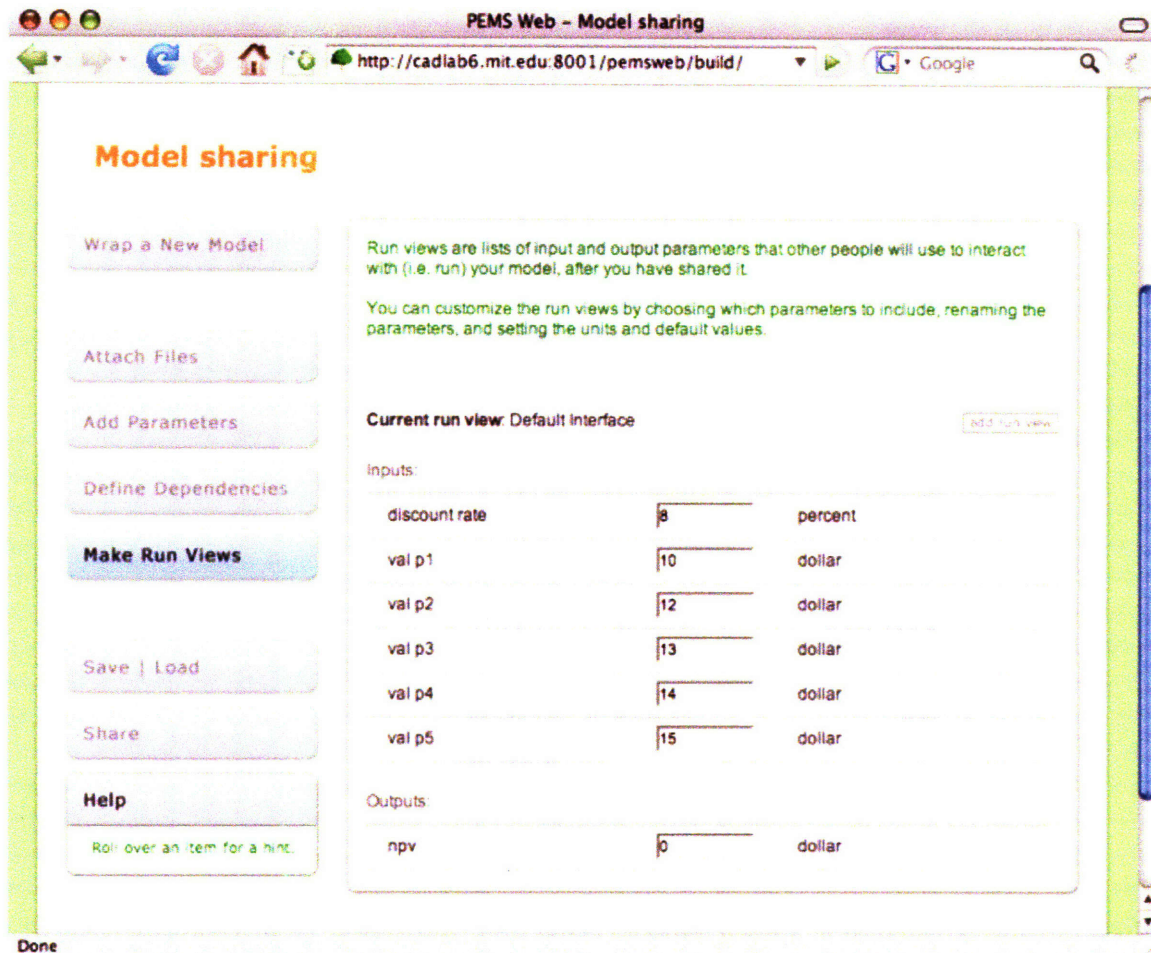 PEMS Web - Model sharing
http://cadlab6.mit.edu:8001/pemsweb/build/
G Google
Model sharing
Wrap a New Model
Attach Files
Add Parameters
Define Dependencies
Make Run Views
Save | Load
Share
Help
Roll over an item for a hint.
Run views are lists of input and output parameters that other people will use to interact
with (i.e. run) your model, after you have shared it.
You can customize the run views by choosing which parameters to include, renaming the
parameters, and setting the units and default values.
Current run view: Default Interface
add run view
Inputs:
discount rate 8 percent
val p1 10 dollar
val p2 12 dollar
val p3 13 dollar
val p4 14 dollar
val p5 15 dollar
Outputs:
npv 0 dollar
Done